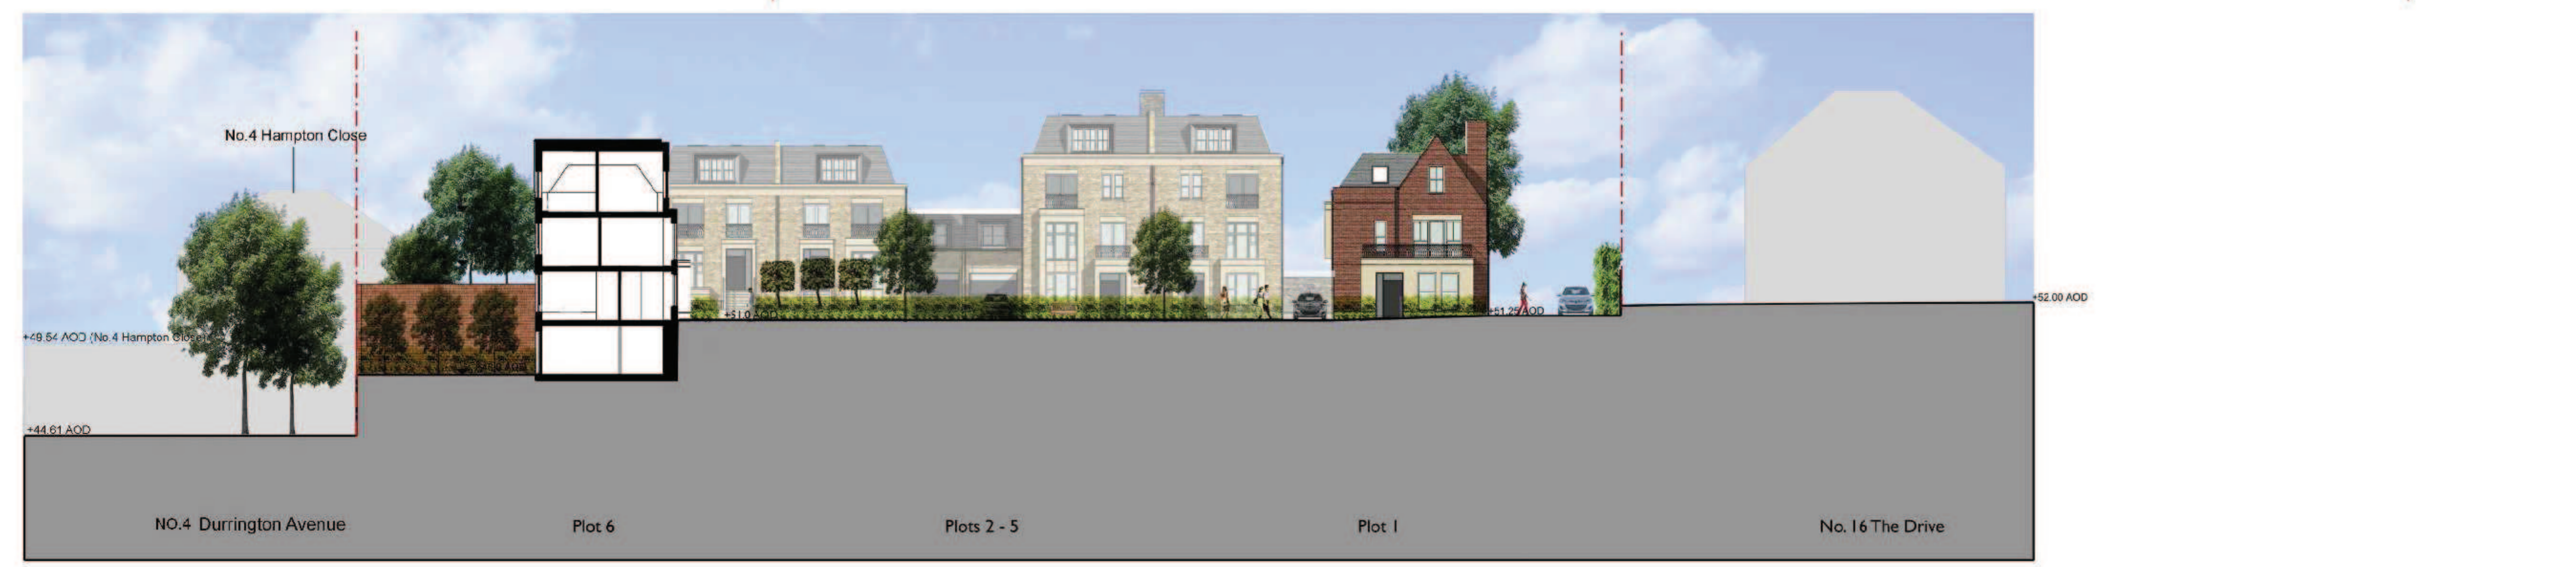 No.4 Hampton Close
+49.54 AOD (No.4 Hampton Close)
+51.0 AOD
+51.25 AOD
+52.00 AOD
+44.61 AOD
NO.4 Durrington Avenue
Plot 6
Plots 2 - 5
Plot 1
No. 16 The Drive